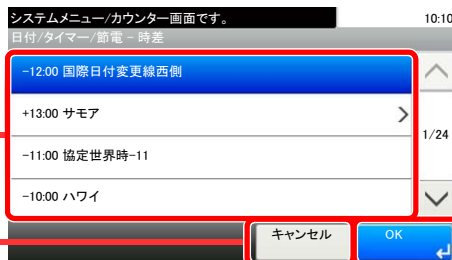 システムメニュー/カウンター画面です。
10:10
日付/タイマー/節電 - 時差
-12:00 国際日付変更線西側
+13:00 サモア
1/24
-11:00 協定世界時-11
-10:00 ハワイ
キャンセル
OK